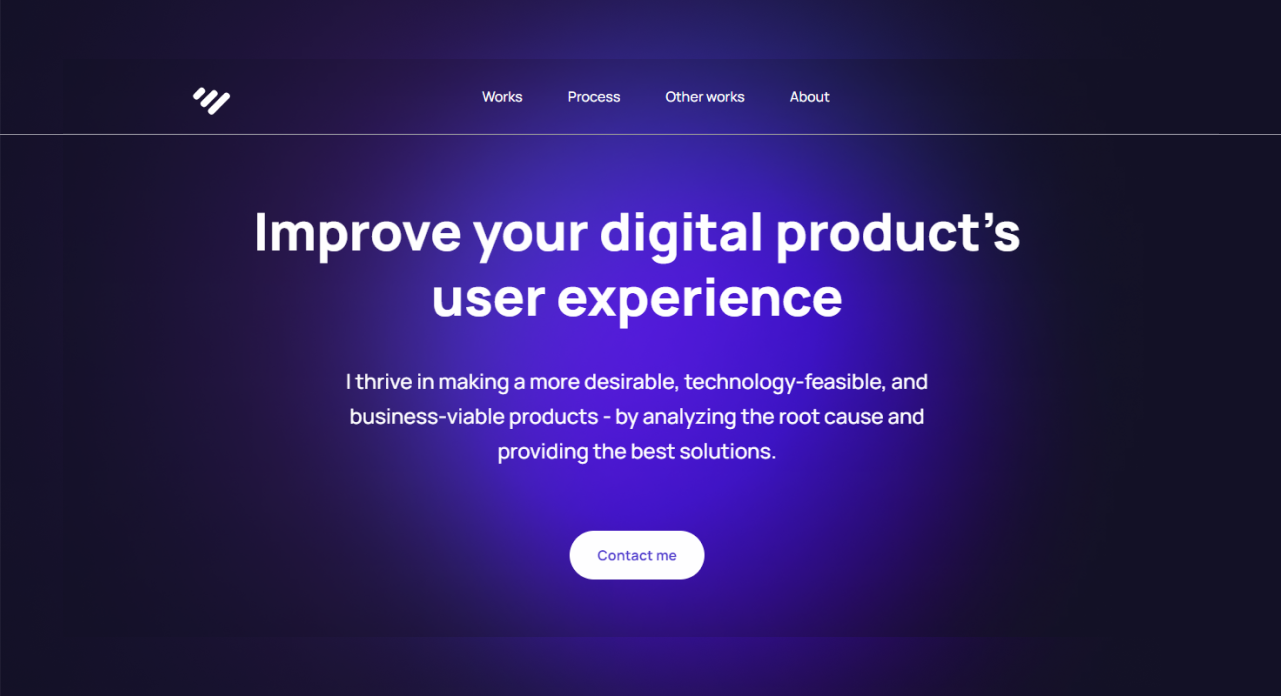 Works
Process
Other works
About
Improve your digital product’s
user experience
I thrive in making a more desirable, technology-feasible, and
business-viable products - by analyzing the root cause and
providing the best solutions.
Contact me